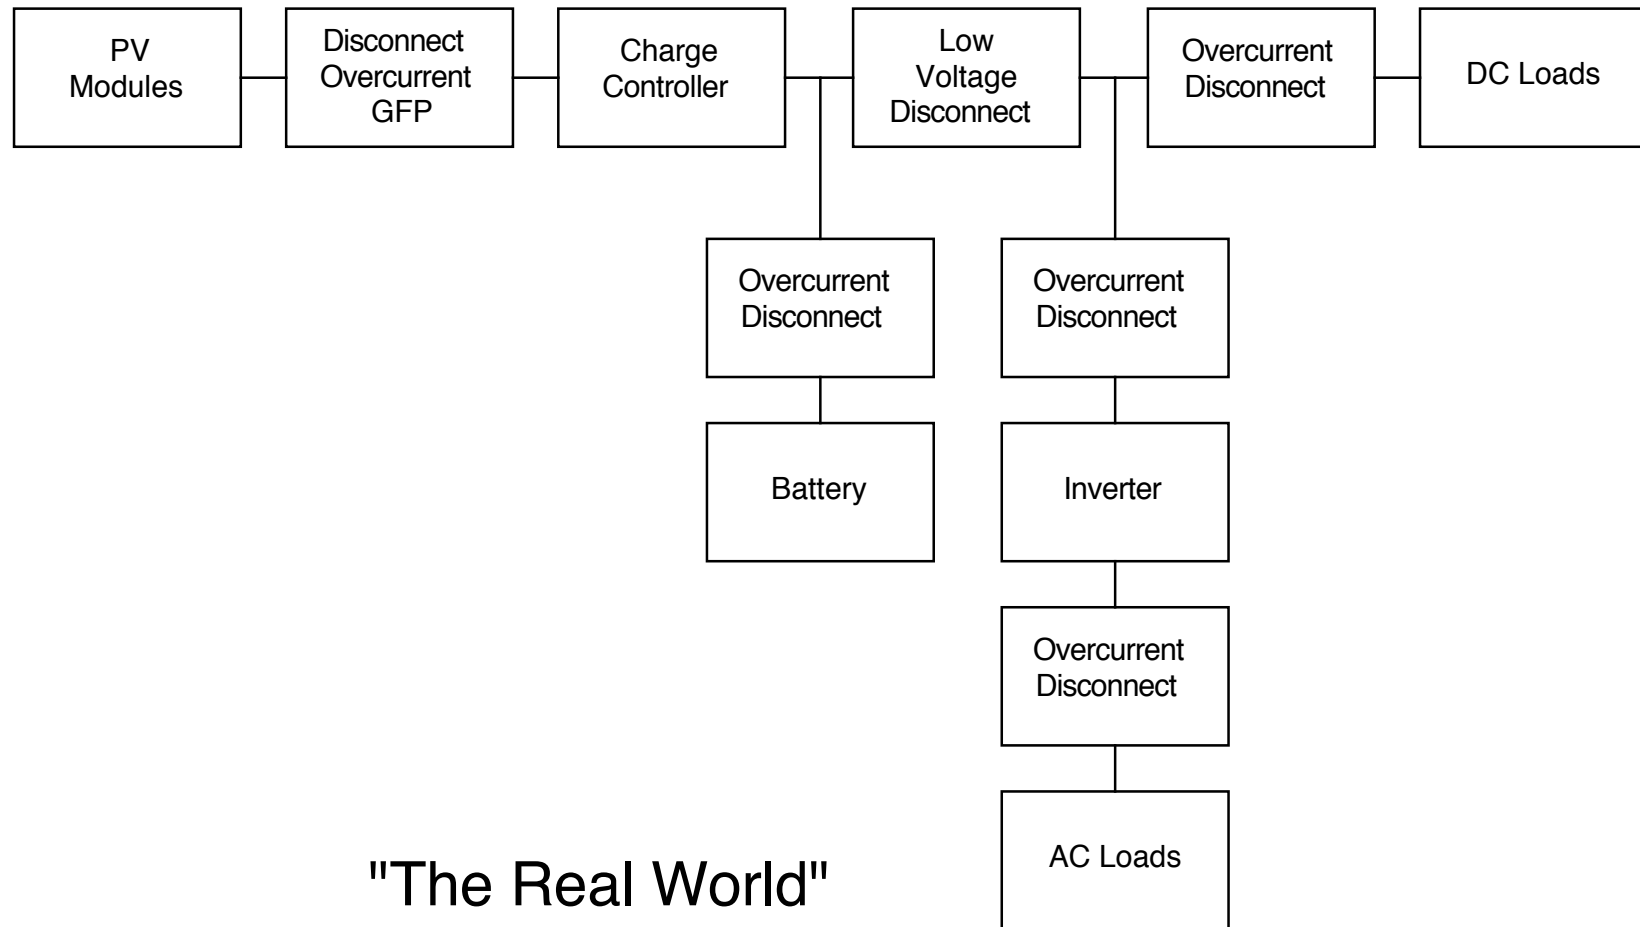 PV
Modules
Disconnect
Overcurrent
GFP
Charge
Controller
Low
Voltage
Disconnect
Overcurrent
Disconnect
DC Loads
Overcurrent
Disconnect
Overcurrent
Disconnect
Battery
Inverter
Overcurrent
Disconnect
AC Loads
"The Real World"